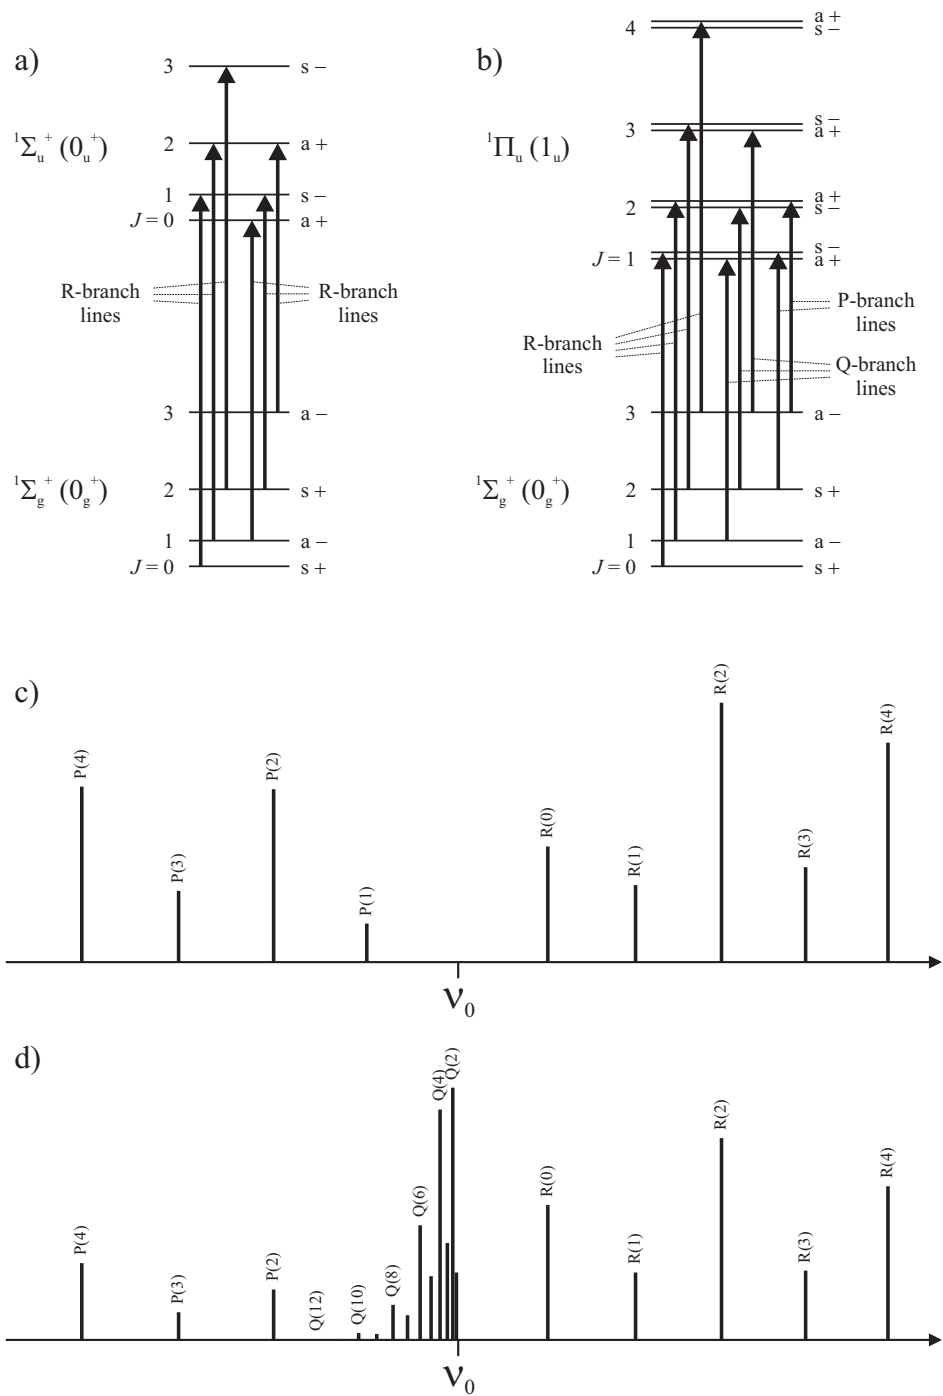 a)
3 s −
¹Σᵤ⁺ (0ᵤ⁺) 2 a +
1 s −
J = 0 a +
R-branch lines
R-branch lines
3 a −
¹Σg⁺ (0g⁺) 2 s +
1 a −
J = 0 s +
b)
a +
4 s −
s −
¹Πᵤ (1ᵤ) 3 a +
a +
2 s −
s −
J = 1 a +
P-branch lines
R-branch lines
Q-branch lines
3 a −
¹Σg⁺ (0g⁺) 2 s +
1 a −
J = 0 s +
c)
P(4) P(3) P(2) P(1) R(0) R(1) R(2) R(3) R(4)
ν₀
d)
P(4) P(3) P(2) Q(12) Q(10) Q(8) Q(6) Q(4) Q(2) R(0) R(1) R(2) R(3) R(4)
ν₀